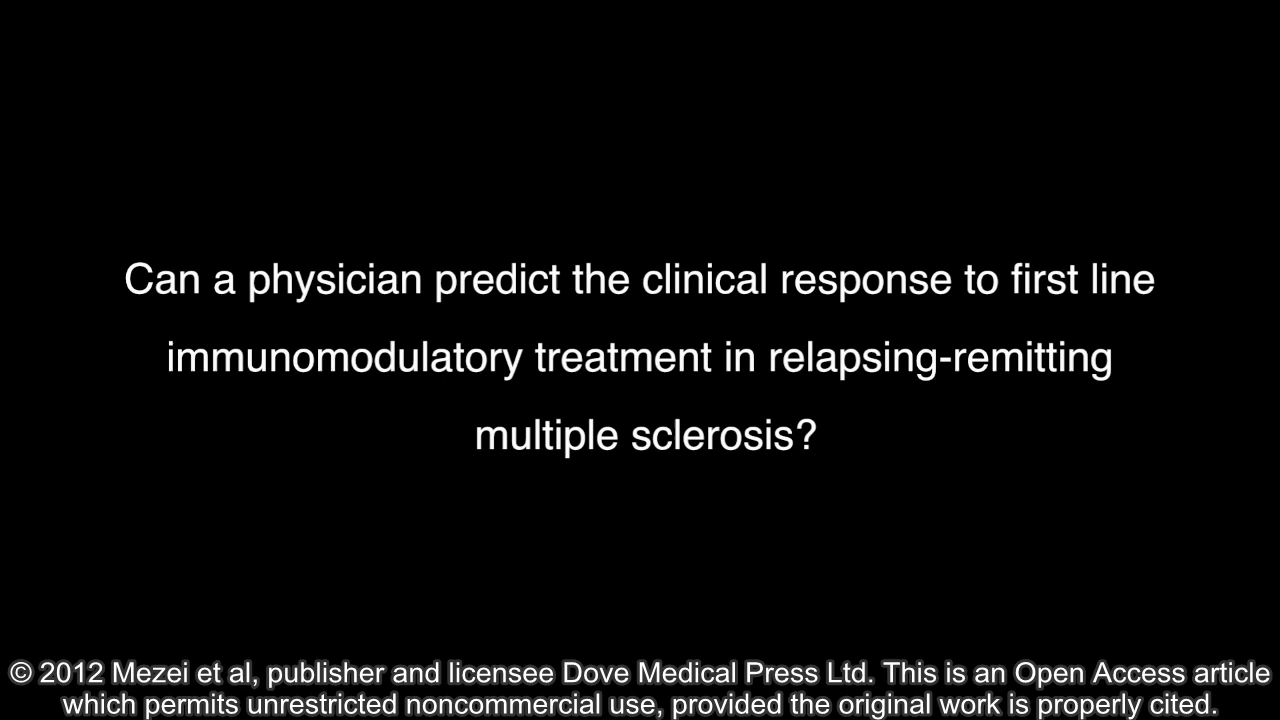 Can a physician predict the clinical response to first line
immunomodulatory treatment in relapsing-remitting
multiple sclerosis?
© 2012 Mezei et al, publisher and licensee Dove Medical Press Ltd. This is an Open Access article
which permits unrestricted noncommercial use, provided the original work is properly cited.